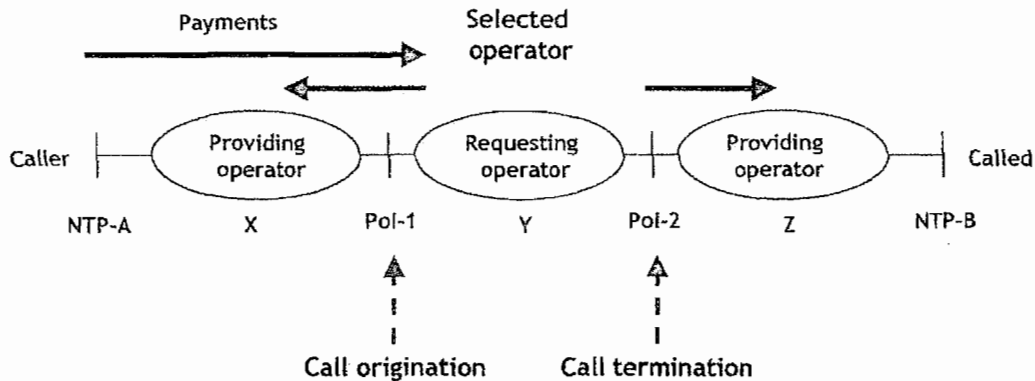 Payments
Selected
operator
Caller
Providing
operator
Requesting
operator
Providing
operator
Called
NTP-A
X
PoI-1
Y
PoI-2
Z
NTP-B
Call origination
Call termination